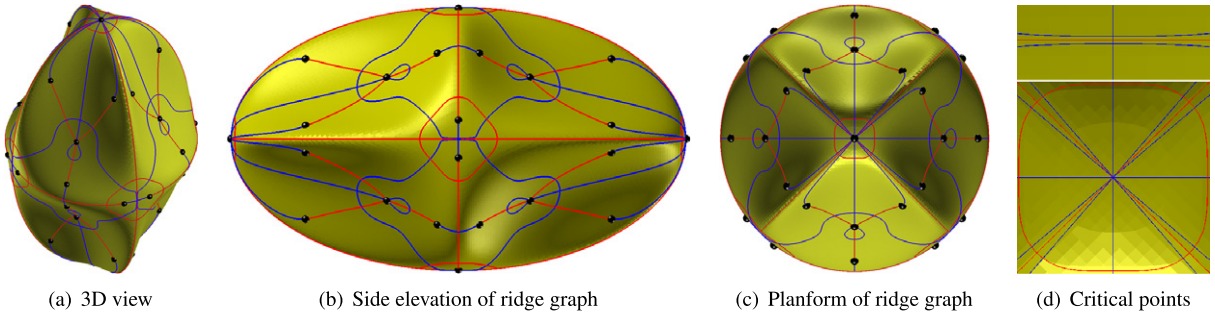 (a) 3D view
(b) Side elevation of ridge graph
(c) Planform of ridge graph
(d) Critical points